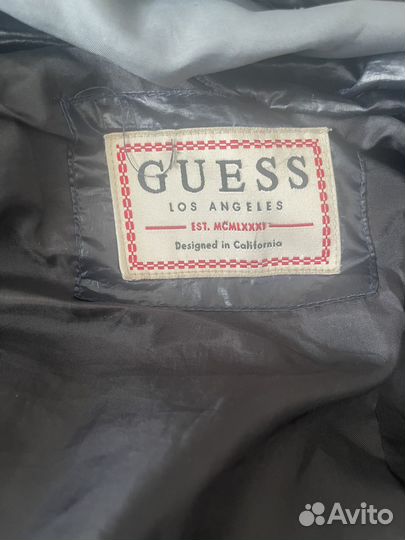 GUESS
LOS ANGELES
EST. MCMLXXXI
Designed in California
Avito